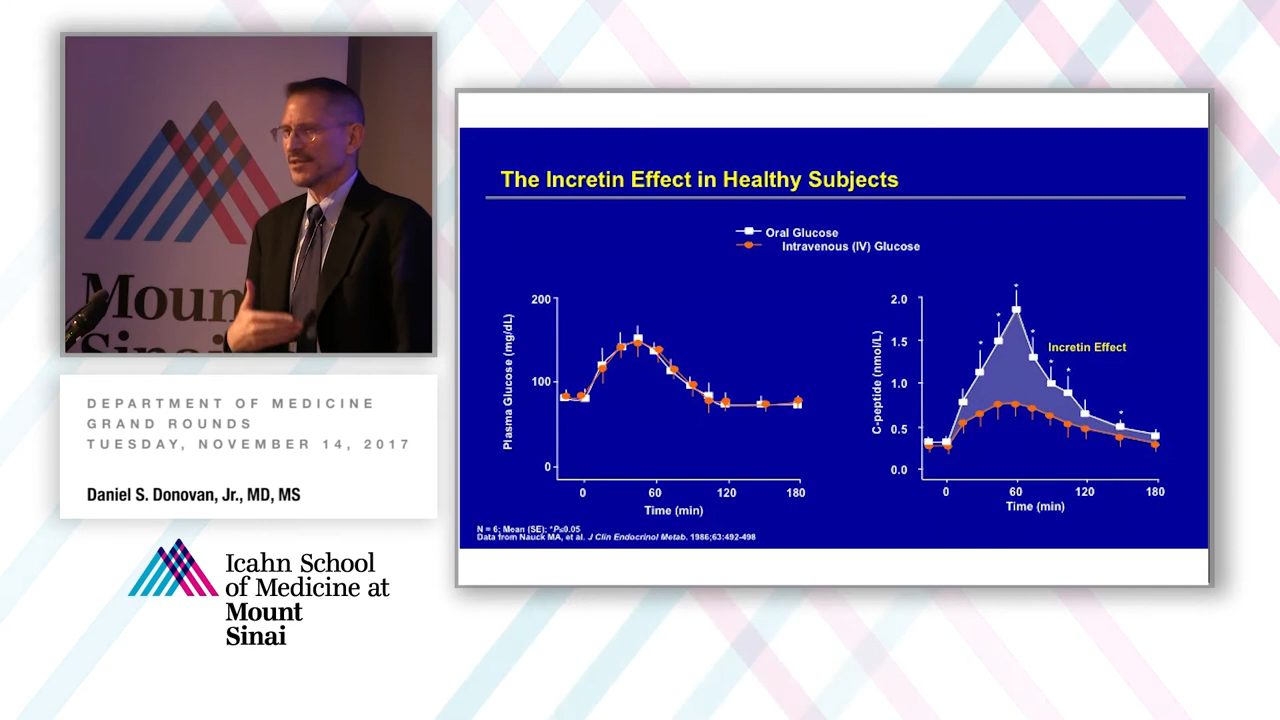 Mount
Sinai
DEPARTMENT OF MEDICINE
GRAND ROUNDS
TUESDAY, NOVEMBER 14, 2017
Daniel S. Donovan, Jr., MD, MS
Icahn School
of Medicine at
Mount
Sinai
The Incretin Effect in Healthy Subjects
Oral Glucose
Intravenous (IV) Glucose
Plasma Glucose (mg/dL)
200
100
0
0 60 120 180
Time (min)
C-peptide (nmol/L)
2.0
1.5
1.0
0.5
0.0
* * * * * * *
Incretin Effect
0 60 120 180
Time (min)
N = 6; Mean (SE); *P≤0.05
Data from Nauck MA, et al. J Clin Endocrinol Metab. 1986;63:492-498